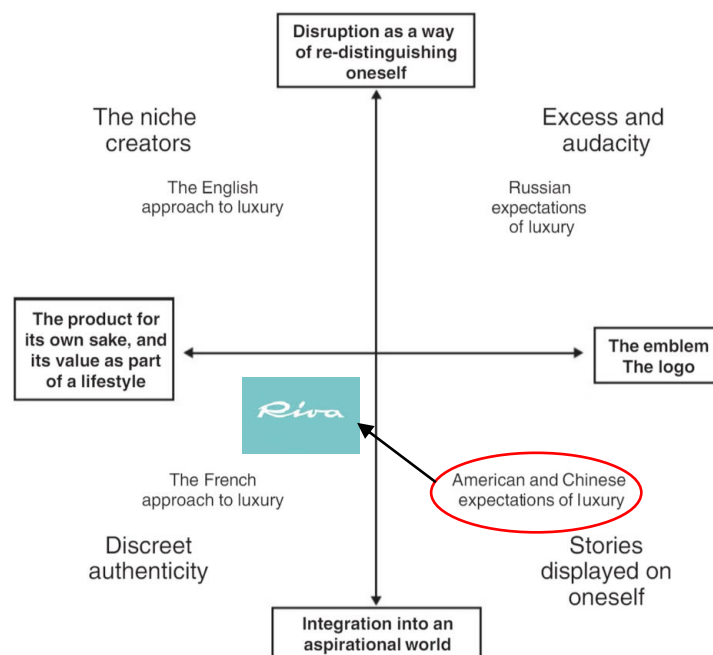 Disruption as a way
of re-distinguishing
oneself
The niche
creators
Excess and
audacity
The English
approach to luxury
Russian
expectations
of luxury
The product for
its own sake, and
its value as part
of a lifestyle
The emblem
The logo
Riva
The French
approach to luxury
American and Chinese
expectations of luxury
Discreet
authenticity
Stories
displayed on
oneself
Integration into an
aspirational world